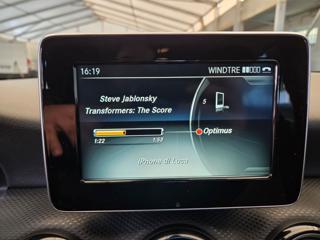 16:19
WINDTRE
Steve Jablonsky
Transformers: The Score
5
Optimus
1:22
1:53
iPhone di Luca